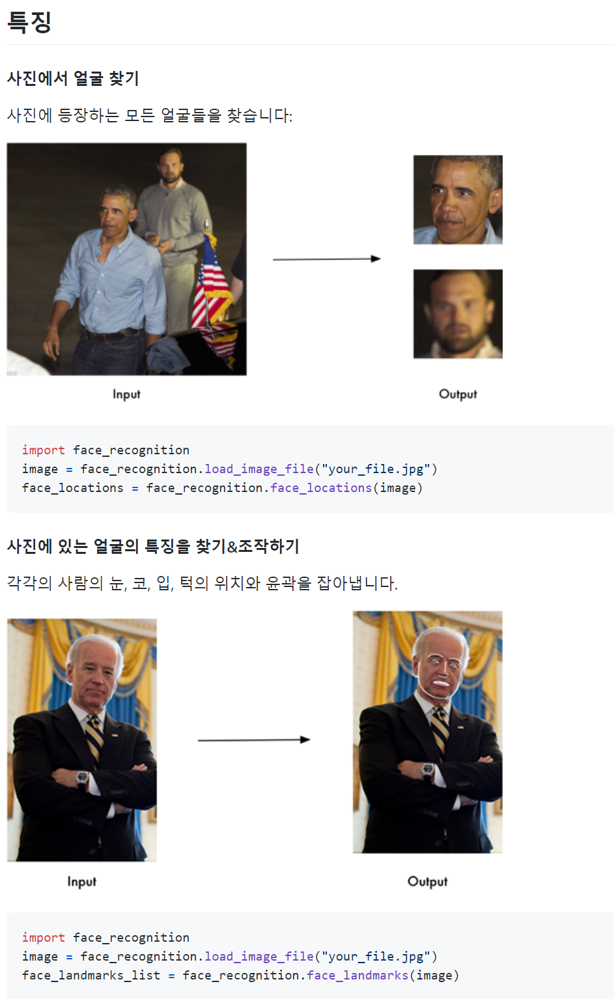 특징
사진에서 얼굴 찾기
사진에 등장하는 모든 얼굴들을 찾습니다:
Input
Output
import face_recognition
image = face_recognition.load_image_file("your_file.jpg")
face_locations = face_recognition.face_locations(image)
사진에 있는 얼굴의 특징을 찾기&조작하기
각각의 사람의 눈, 코, 입, 턱의 위치와 윤곽을 잡아냅니다.
Input
Output
import face_recognition
image = face_recognition.load_image_file("your_file.jpg")
face_landmarks_list = face_recognition.face_landmarks(image)